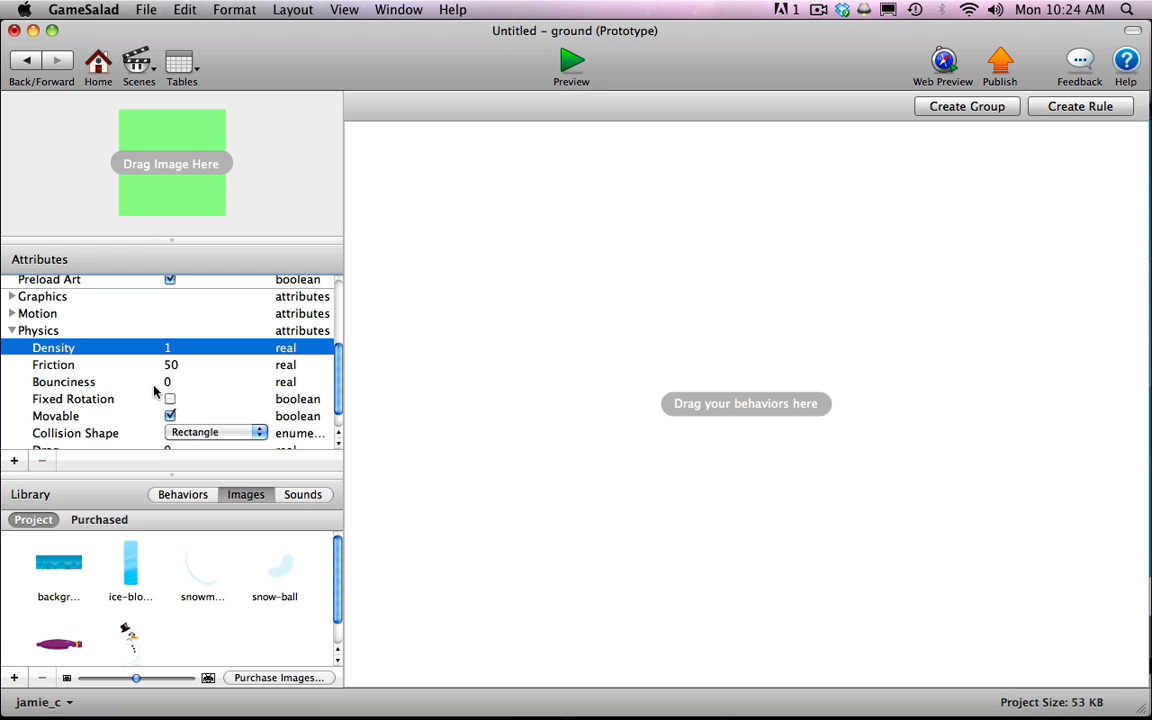 GameSalad File Edit Format Layout View Window Help 1 Mon 10:24 AM
Untitled – ground (Prototype)
Back/Forward Home Scenes Tables Preview Web Preview Publish Feedback Help
Create Group Create Rule
Drag Image Here
Attributes
Preload Art boolean
Graphics attributes
Motion attributes
Physics attributes
Density 1 real
Friction 50 real
Bounciness 0 real
Fixed Rotation boolean
Movable boolean
Collision Shape Rectangle enume...
Drag your behaviors here
+ −
Library Behaviors Images Sounds
Project Purchased
backgr... ice-blo... snowm... snow-ball
+ − Purchase Images...
jamie_c Project Size: 53 KB